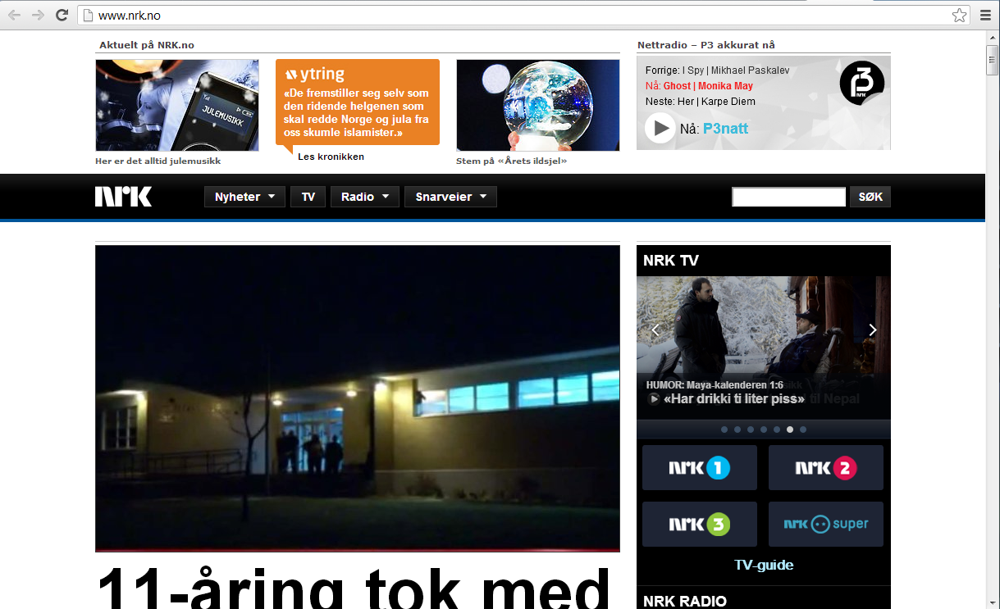 www.nrk.no
Aktuelt på NRK.no
JULEMUSIKK
Her er det alltid julemusikk
ytring
«De fremstiller seg selv som
den ridende helgenen som
skal redde Norge og jula fra
oss skumle islamister.»
Les kronikken
Stem på «Årets ildsjel»
Nettradio – P3 akkurat nå
Forrige: I Spy | Mikhael Paskalev
Nå: Ghost | Monika May
Neste: Her | Karpe Diem
Nå: P3natt
P3
NRK
NRK
Nyheter
TV
Radio
Snarveier
SØK
11-åring tok med
NRK TV
HUMOR: Maya-kalenderen 1:6
«Har drikki ti liter piss»
til Nepal
NRK 1
NRK 2
NRK 3
NRK super
TV-guide
NRK RADIO